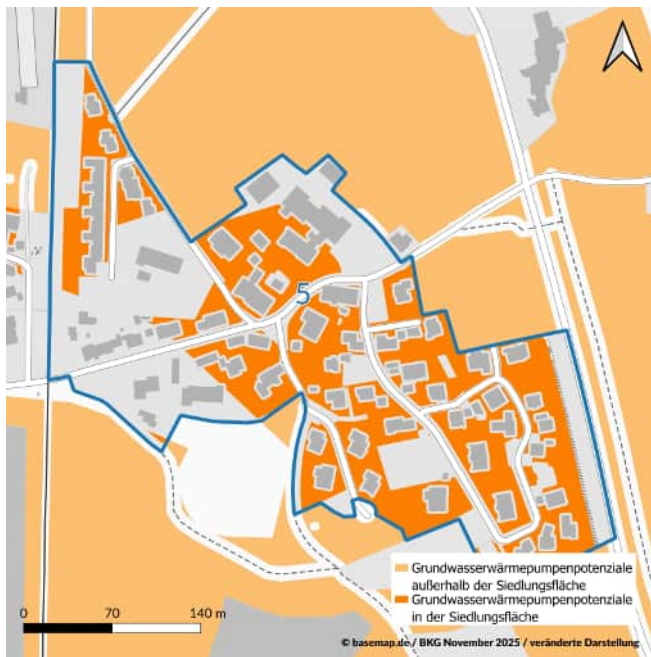 5
Grundwasserwärmepumpenpotenziale
außerhalb der Siedlungsfläche
Grundwasserwärmepumpenpotenziale
in der Siedlungsfläche
0 70 140 m
© basemap.de / BKG November 2025 / veränderte Darstellung